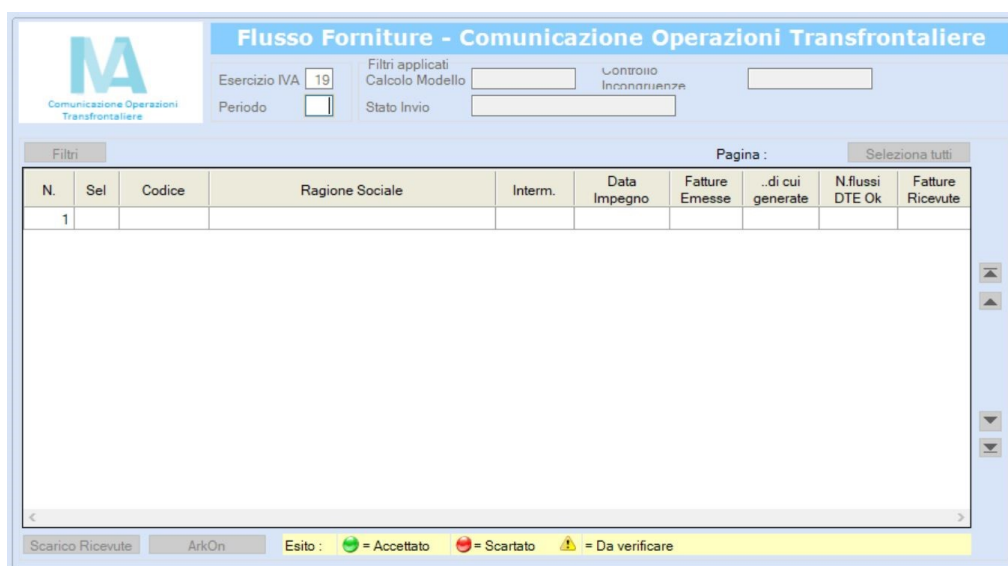 Flusso Forniture - Comunicazione Operazioni Transfrontaliere
IVA
Comunicazione Operazioni
Transfrontaliere
Esercizio IVA 19
Periodo
Filtri applicati
Calcolo Modello
Controllo
Incongruenze
Stato Invio
Filtri
Pagina :
Seleziona tutti
N. Sel Codice Ragione Sociale Interm. Data Impegno Fatture Emesse ..di cui generate N.flussi DTE Ok Fatture Ricevute
1
Scarico Ricevute ArkOn Esito : = Accettato = Scartato = Da verificare